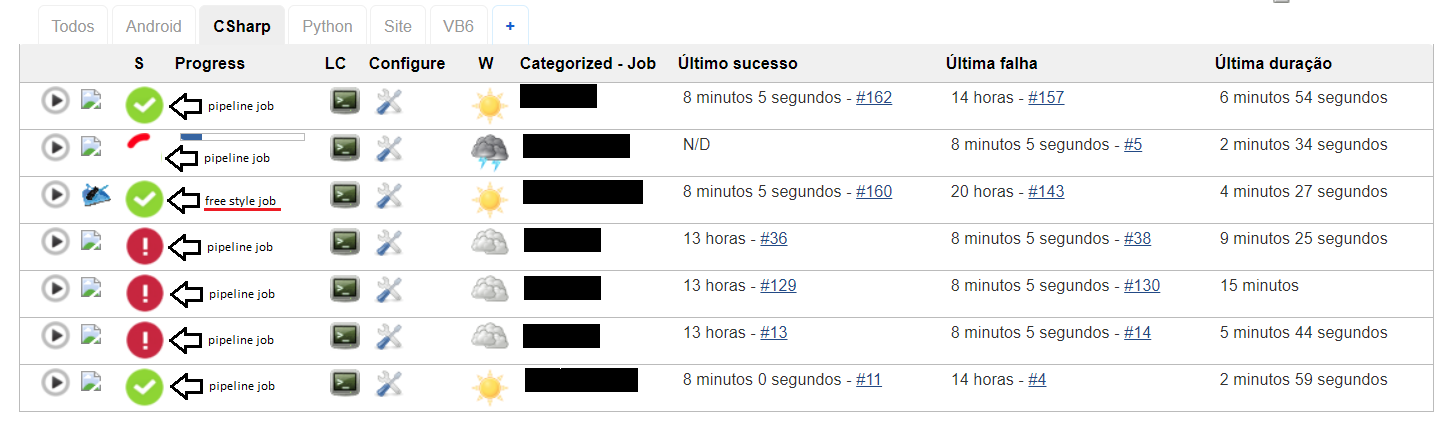 Todos Android CSharp Python Site VB6 +
S Progress LC Configure W Categorized - Job Último sucesso Última falha Última duração
pipeline job 8 minutos 5 segundos - #162 14 horas - #157 6 minutos 54 segundos
pipeline job N/D 8 minutos 5 segundos - #5 2 minutos 34 segundos
free style job 8 minutos 5 segundos - #160 20 horas - #143 4 minutos 27 segundos
pipeline job 13 horas - #36 8 minutos 5 segundos - #38 9 minutos 25 segundos
pipeline job 13 horas - #129 8 minutos 5 segundos - #130 15 minutos
pipeline job 13 horas - #13 8 minutos 5 segundos - #14 5 minutos 44 segundos
pipeline job 8 minutos 0 segundos - #11 14 horas - #4 2 minutos 59 segundos